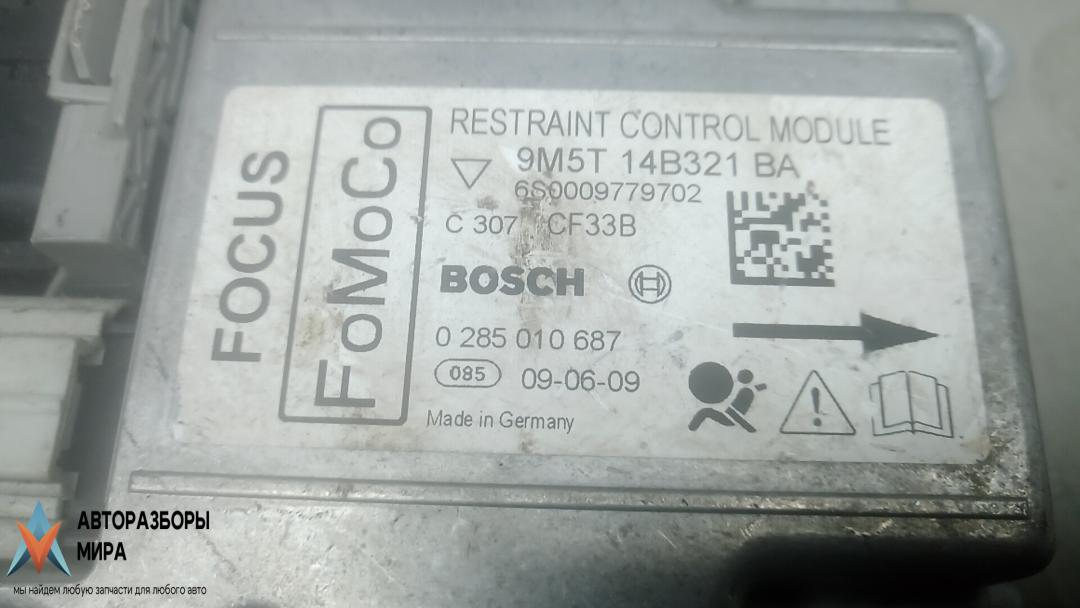 FOCUS
FoMoCo
RESTRAINT CONTROL MODULE
9M5T 14B321 BA
6S0009779702
C 307 CF33B
BOSCH
0 285 010 687
085 09-06-09
Made in Germany
АВТОРАЗБОРЫ
МИРА
мы найдем любую запчасти для любого авто